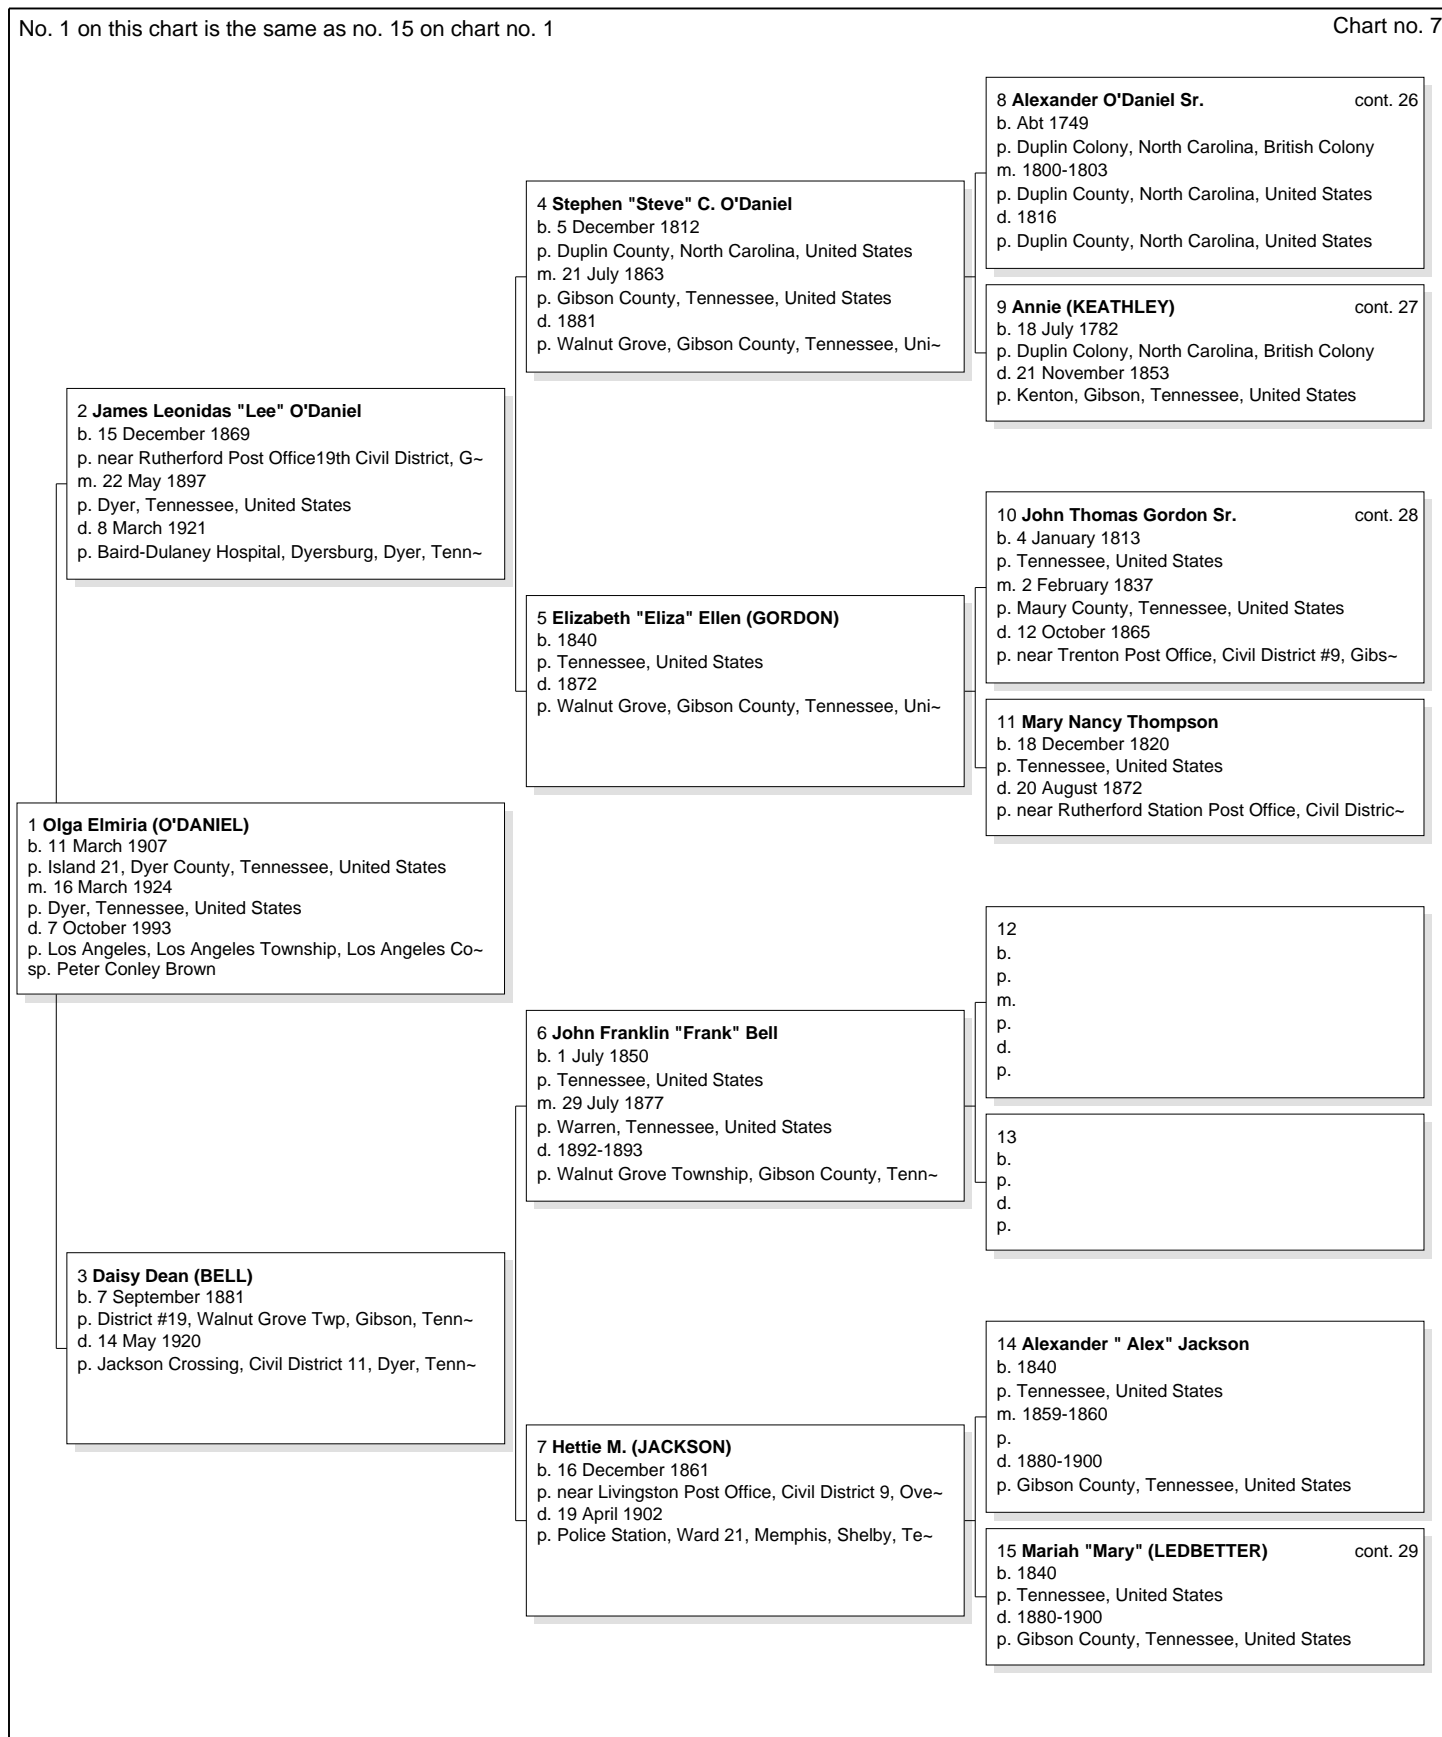 No. 1 on this chart is the same as no. 15 on chart no. 1
Chart no. 7
8 Alexander O'Daniel Sr. cont. 26
b. Abt 1749
p. Duplin Colony, North Carolina, British Colony
m. 1800-1803
p. Duplin County, North Carolina, United States
d. 1816
p. Duplin County, North Carolina, United States
4 Stephen "Steve" C. O'Daniel
b. 5 December 1812
p. Duplin County, North Carolina, United States
m. 21 July 1863
p. Gibson County, Tennessee, United States
d. 1881
p. Walnut Grove, Gibson County, Tennessee, Uni~
9 Annie (KEATHLEY) cont. 27
b. 18 July 1782
p. Duplin Colony, North Carolina, British Colony
d. 21 November 1853
p. Kenton, Gibson, Tennessee, United States
2 James Leonidas "Lee" O'Daniel
b. 15 December 1869
p. near Rutherford Post Office19th Civil District, G~
m. 22 May 1897
p. Dyer, Tennessee, United States
d. 8 March 1921
p. Baird-Dulaney Hospital, Dyersburg, Dyer, Tenn~
10 John Thomas Gordon Sr. cont. 28
b. 4 January 1813
p. Tennessee, United States
m. 2 February 1837
p. Maury County, Tennessee, United States
d. 12 October 1865
p. near Trenton Post Office, Civil District #9, Gibs~
5 Elizabeth "Eliza" Ellen (GORDON)
b. 1840
p. Tennessee, United States
d. 1872
p. Walnut Grove, Gibson County, Tennessee, Uni~
11 Mary Nancy Thompson
b. 18 December 1820
p. Tennessee, United States
d. 20 August 1872
p. near Rutherford Station Post Office, Civil Distric~
1 Olga Elmiria (O'DANIEL)
b. 11 March 1907
p. Island 21, Dyer County, Tennessee, United States
m. 16 March 1924
p. Dyer, Tennessee, United States
d. 7 October 1993
p. Los Angeles, Los Angeles Township, Los Angeles Co~
sp. Peter Conley Brown
12
b.
p.
m.
p.
d.
p.
6 John Franklin "Frank" Bell
b. 1 July 1850
p. Tennessee, United States
m. 29 July 1877
p. Warren, Tennessee, United States
d. 1892-1893
p. Walnut Grove Township, Gibson County, Tenn~
13
b.
p.
d.
p.
3 Daisy Dean (BELL)
b. 7 September 1881
p. District #19, Walnut Grove Twp, Gibson, Tenn~
d. 14 May 1920
p. Jackson Crossing, Civil District 11, Dyer, Tenn~
14 Alexander " Alex" Jackson
b. 1840
p. Tennessee, United States
m. 1859-1860
p.
d. 1880-1900
p. Gibson County, Tennessee, United States
7 Hettie M. (JACKSON)
b. 16 December 1861
p. near Livingston Post Office, Civil District 9, Ove~
d. 19 April 1902
p. Police Station, Ward 21, Memphis, Shelby, Te~
15 Mariah "Mary" (LEDBETTER) cont. 29
b. 1840
p. Tennessee, United States
d. 1880-1900
p. Gibson County, Tennessee, United States